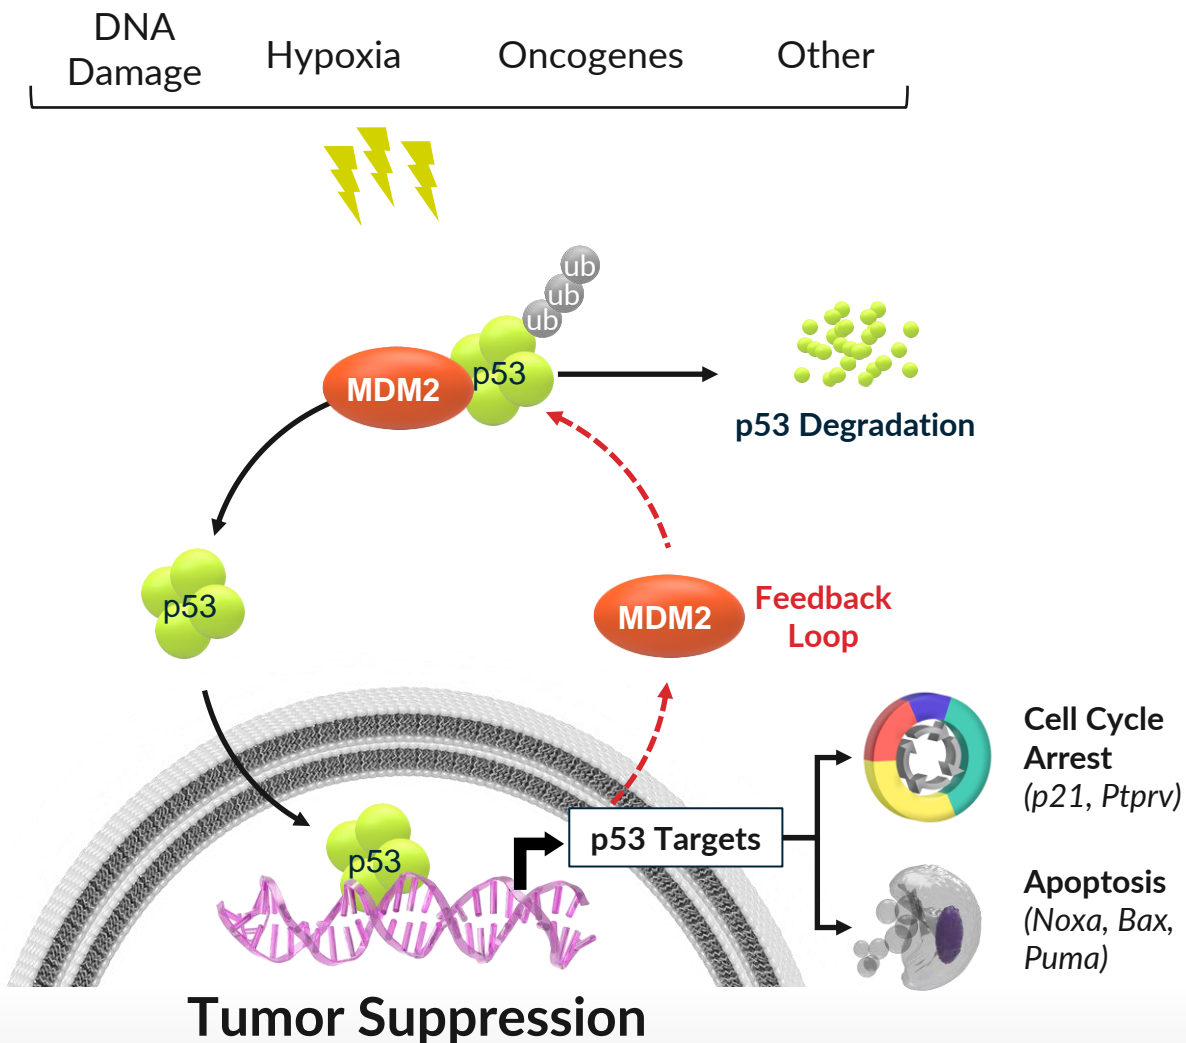 DNA
Damage
Hypoxia
Oncogenes
Other
ub
ub
ub
MDM2
p53
p53 Degradation
p53
MDM2
Feedback
Loop
p53
p53 Targets
Cell Cycle
Arrest
(p21, Ptprv)
Apoptosis
(Noxa, Bax,
Puma)
Tumor Suppression